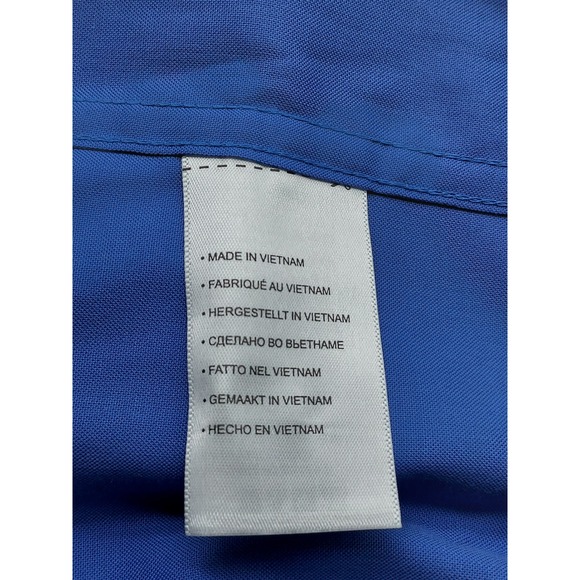 • MADE IN VIETNAM
• FABRIQUÉ AU VIETNAM
• HERGESTELLT IN VIETNAM
• СДЕЛАНО ВО ВЬЕТНАМЕ
• FATTO NEL VIETNAM
• GEMAAKT IN VIETNAM
• HECHO EN VIETNAM